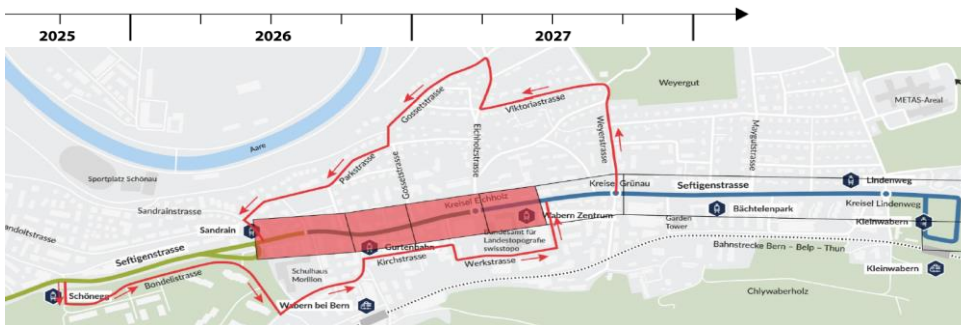 2025
2026
2027
Weyergut
METAS-Areal
Gossetstrasse
Viktoriastrasse
Aare
Eichholzstrasse
Weyerstrasse
Maygutstrasse
Parkstrasse
Gossetstrasse
Sportplatz Schönau
Kreisel Grünau
Seftigenstrasse
Lindenweg
Sandrainstrasse
Kreisel Eichholz
Kreisel Lindenweg
Bächtelenpark
Wabern Zentrum
Kleinwabern
Sandrain
Garden
Tower
andoltstrasse
Bundesamt für
Landestopografie
swisstopo
Gurtenbahn
Bahnstrecke Bern – Belp – Thun
Seftigenstrasse
Kirchstrasse
Werkstrasse
Schulhaus
Morillon
Kleinwabern
Bondelistrasse
Schönegg
Chlywaberholz
Wabern bei Bern